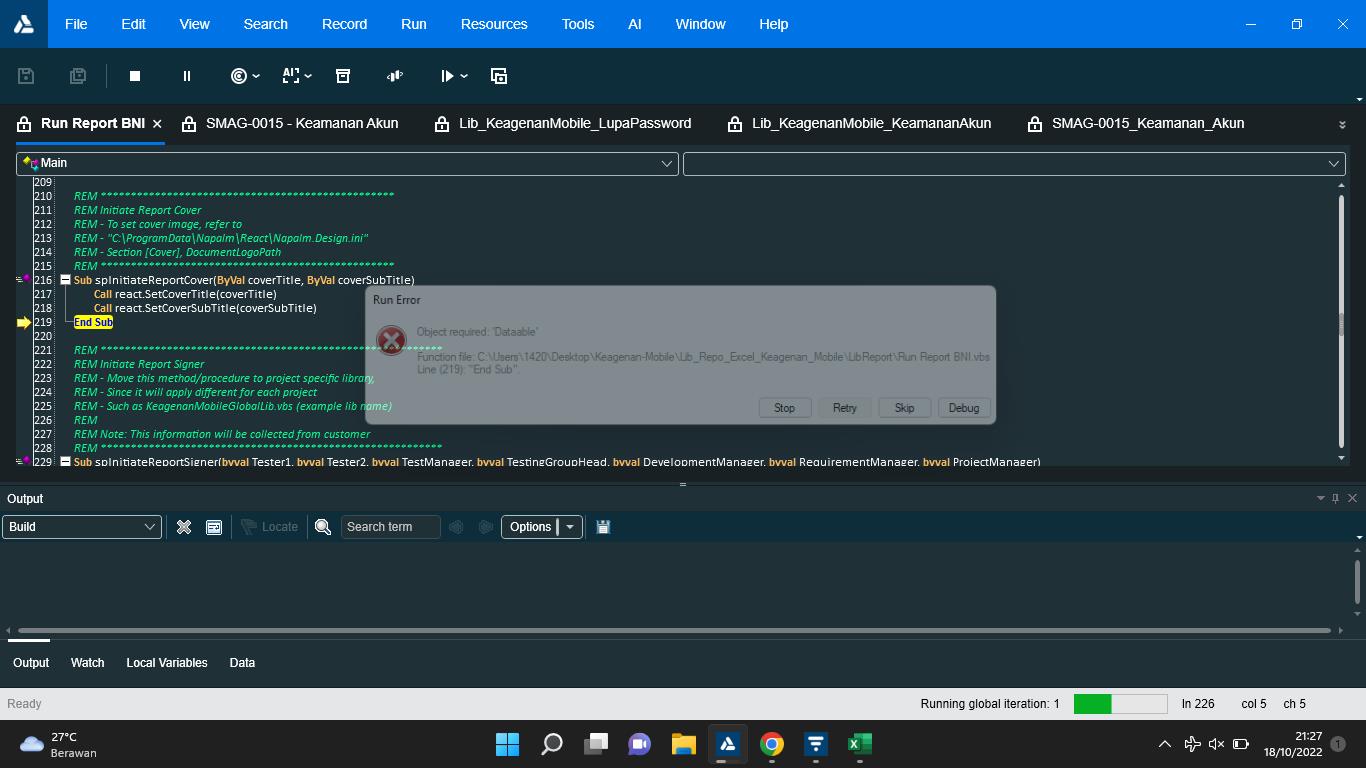 File Edit View Search Record Run Resources Tools AI Window Help
AI
Run Report BNI SMAG-0015 - Keamanan Akun Lib_KeagenanMobile_LupaPassword Lib_KeagenanMobile_KeamananAkun SMAG-0015_Keamanan_Akun
Main
209
210 REM *************************************************
211 REM Initiate Report Cover
212 REM - To set cover image, refer to
213 REM - "C:\ProgramData\Napalm\React\Napalm.Design.ini"
214 REM - Section [Cover], DocumentLogoPath
215 REM *************************************************
216 Sub spInitiateReportCover(ByVal coverTitle, ByVal coverSubTitle)
217 Call react.SetCoverTitle(coverTitle)
218 Call react.SetCoverSubTitle(coverSubTitle)
219 End Sub
220
221 REM *********************************************************
222 REM Initiate Report Signer
223 REM - Move this method/procedure to project specific library,
224 REM - Since it will apply different for each project
225 REM - Such as KeagenanMobileGlobalLib.vbs (example lib name)
226 REM
227 REM Note: This information will be collected from customer
228 REM *********************************************************
229 Sub spInitiateReportSigner(byval Tester1, byval Tester2, byval TestManager, byval TestingGroupHead, byval DevelopmentManager, byval RequirementManager, byval ProjectManager)
Run Error
Object required: 'Dataable'
Function file: C:\Users\1420\Desktop\Keagenan-Mobile\Lib_Repo_Excel_Keagenan_Mobile\LibReport\Run Report BNI.vbs
Line (219): "End Sub".
Stop Retry Skip Debug
Output
Build Locate Search term Options
Output Watch Local Variables Data
Ready Running global iteration: 1 ln 226 col 5 ch 5
27°C
Berawan
21:27
18/10/2022
1